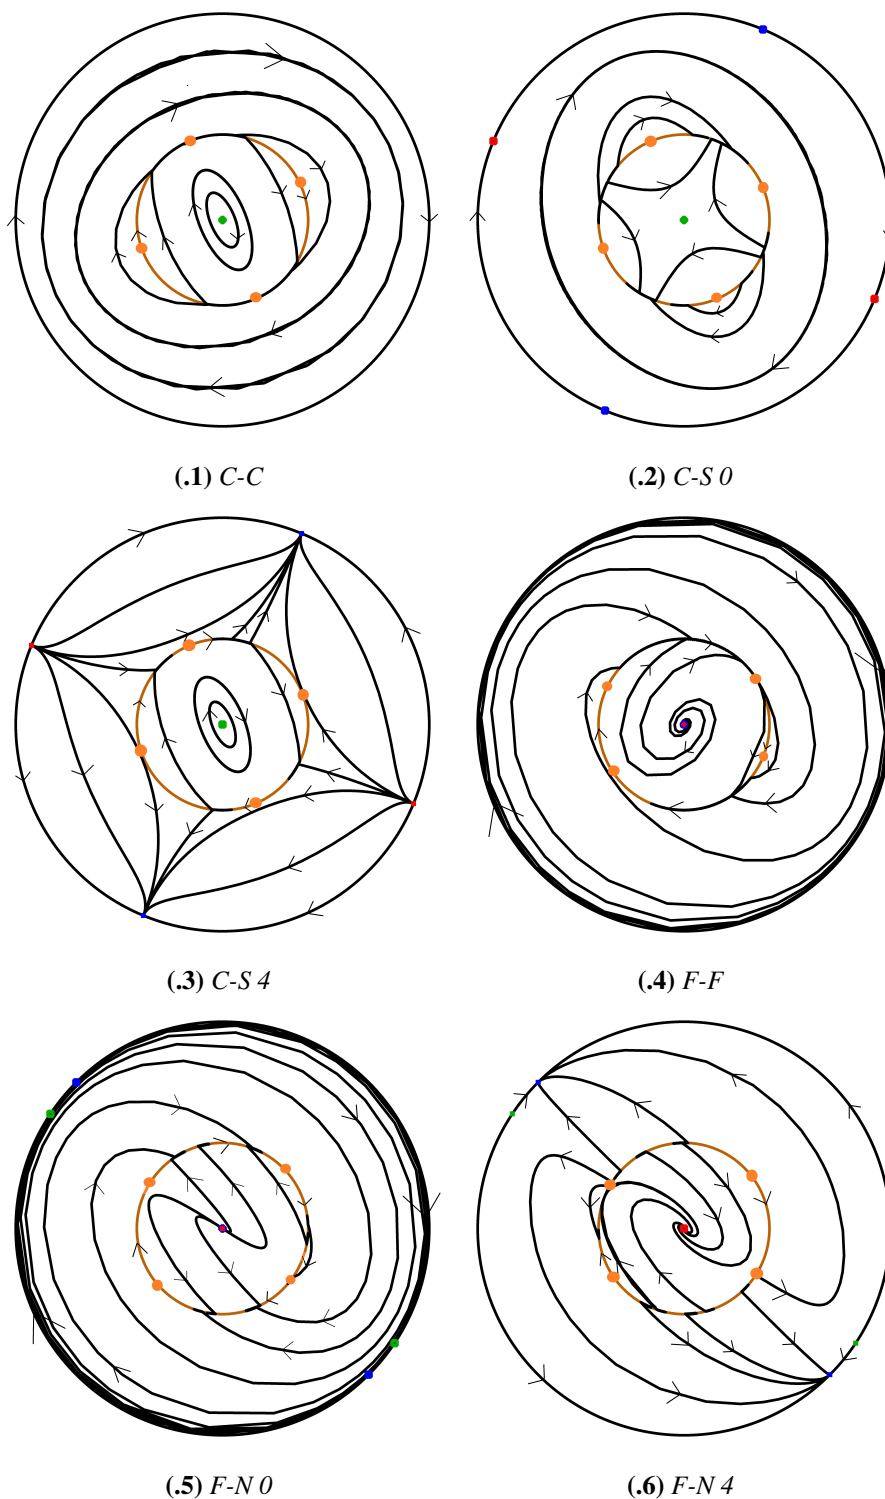 (.1) C-C
(.2) C-S 0
(.3) C-S 4
(.4) F-F
(.5) F-N 0
(.6) F-N 4